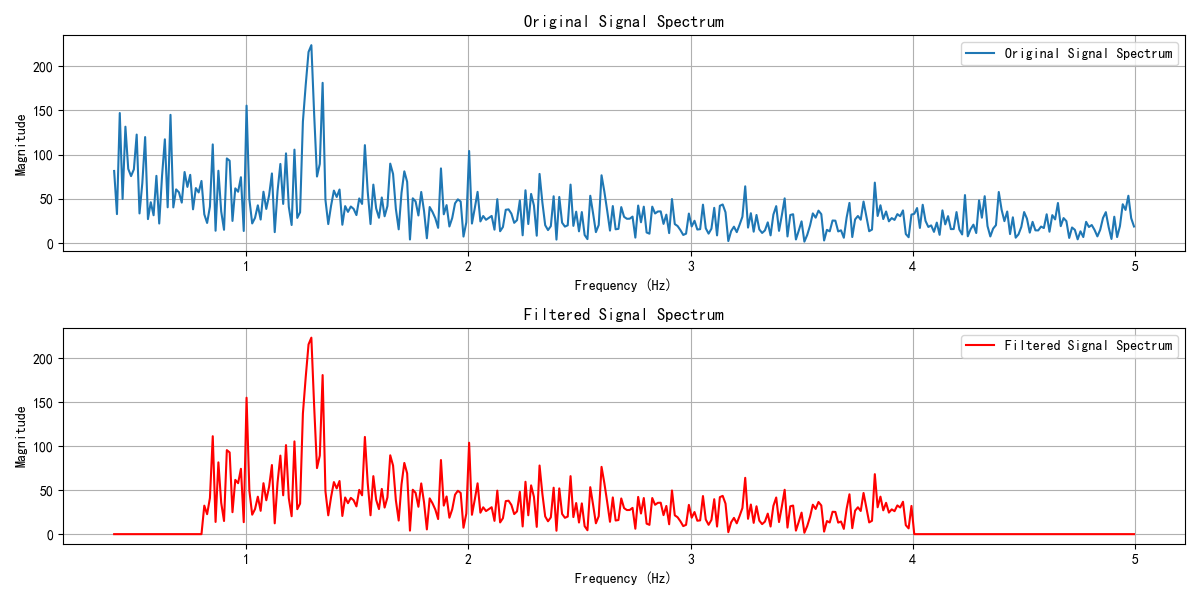 Original Signal Spectrum
Original Signal Spectrum
Magnitude
200
150
100
50
0
1
2
3
4
5
Frequency (Hz)
Filtered Signal Spectrum
Filtered Signal Spectrum
Magnitude
200
150
100
50
0
1
2
3
4
5
Frequency (Hz)